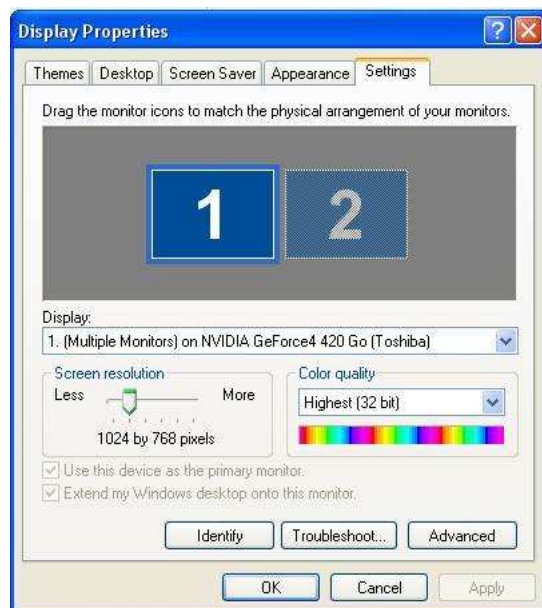 Display Properties
Themes Desktop Screen Saver Appearance Settings
Drag the monitor icons to match the physical arrangement of your monitors.
1 2
Display:
1. (Multiple Monitors) on NVIDIA GeForce4 420 Go (Toshiba)
Screen resolution Color quality
Less More Highest (32 bit)
1024 by 768 pixels
Use this device as the primary monitor.
Extend my Windows desktop onto this monitor.
Identify Troubleshoot... Advanced
OK Cancel Apply